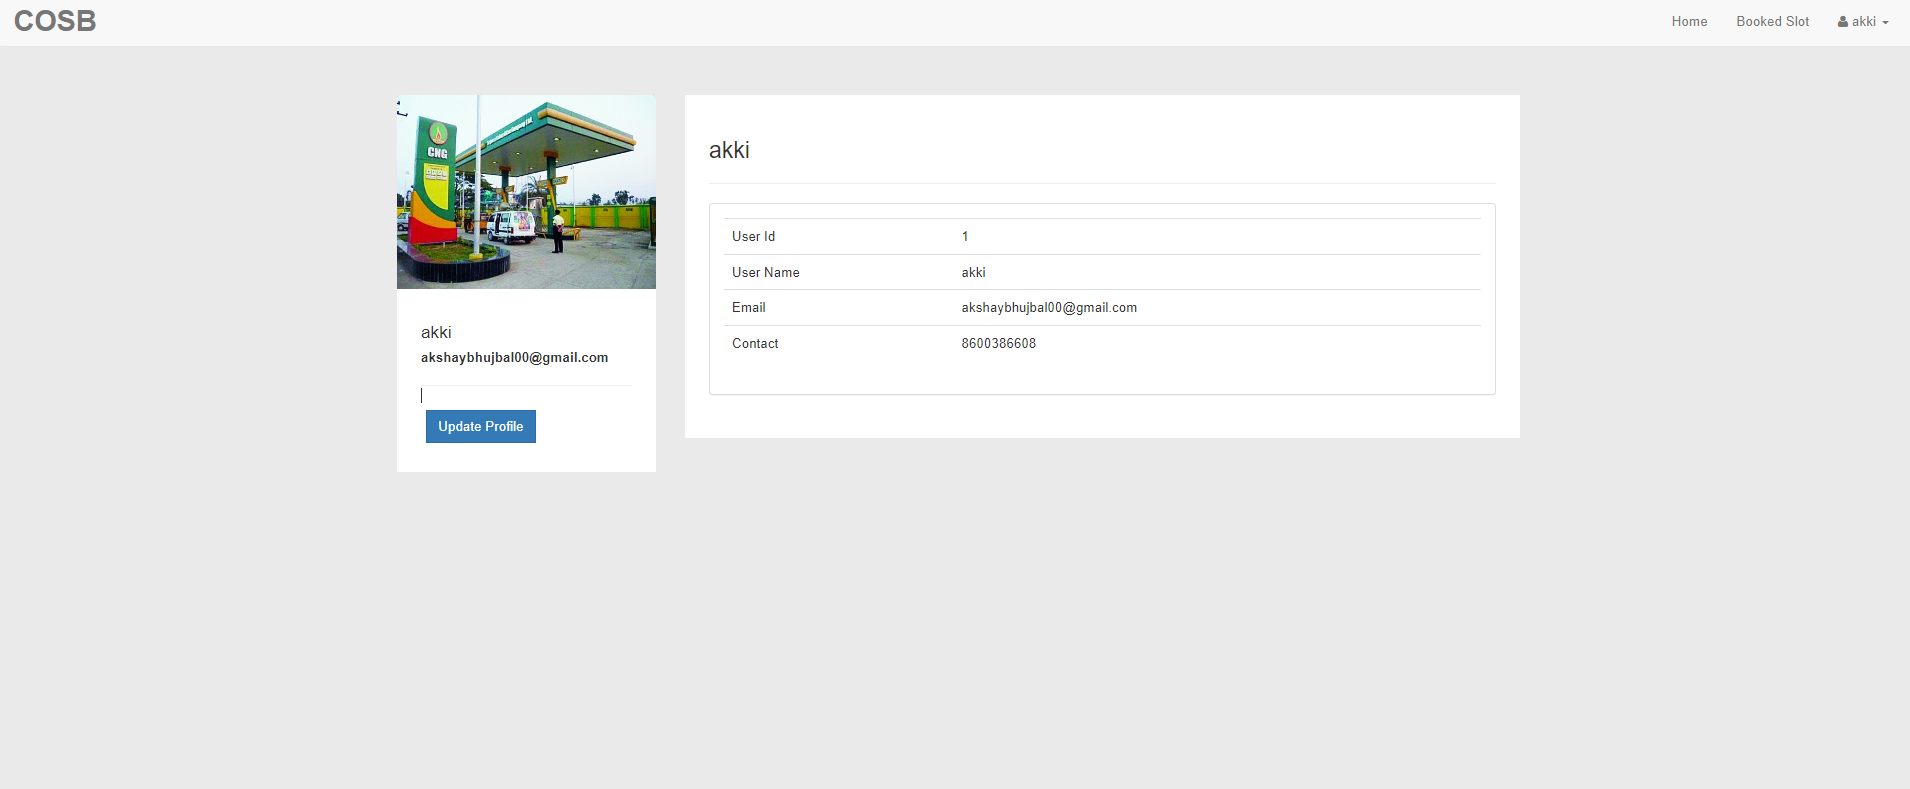 COSB
Home
Booked Slot
akki
CNG
akki
akshaybhujbal00@gmail.com
Update Profile
akki
User Id 1
User Name akki
Email akshaybhujbal00@gmail.com
Contact 8600386608